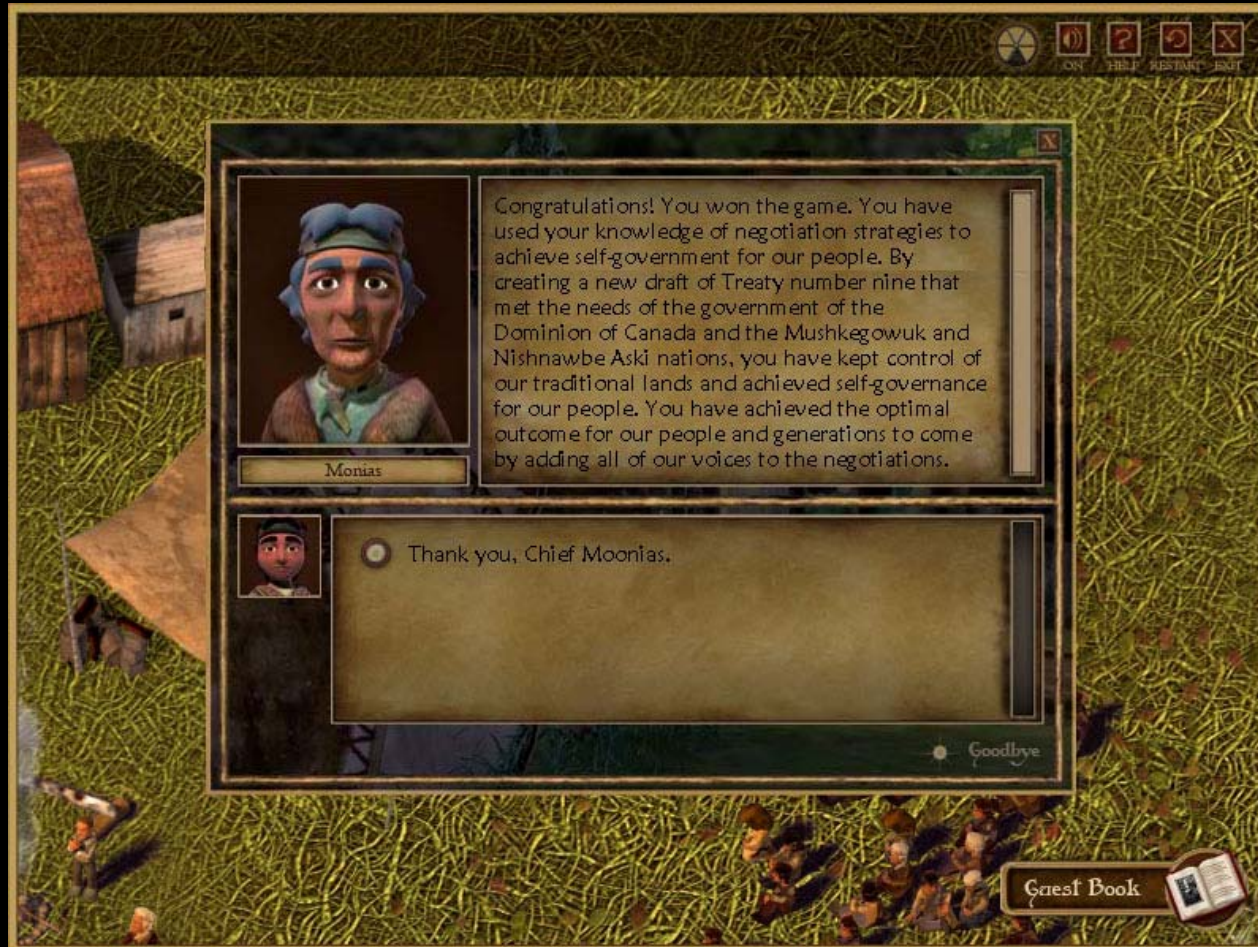 ON HELP RESTART EXIT
X
Congratulations! You won the game. You have
used your knowledge of negotiation strategies to
achieve self-government for our people. By
creating a new draft of Treaty number nine that
met the needs of the government of the
Dominion of Canada and the Mushkegowuk and
Nishnawbe Aski nations, you have kept control of
our traditional lands and achieved self-governance
for our people. You have achieved the optimal
outcome for our people and generations to come
by adding all of our voices to the negotiations.
Monias
Thank you, Chief Moonias.
Goodbye
Guest Book